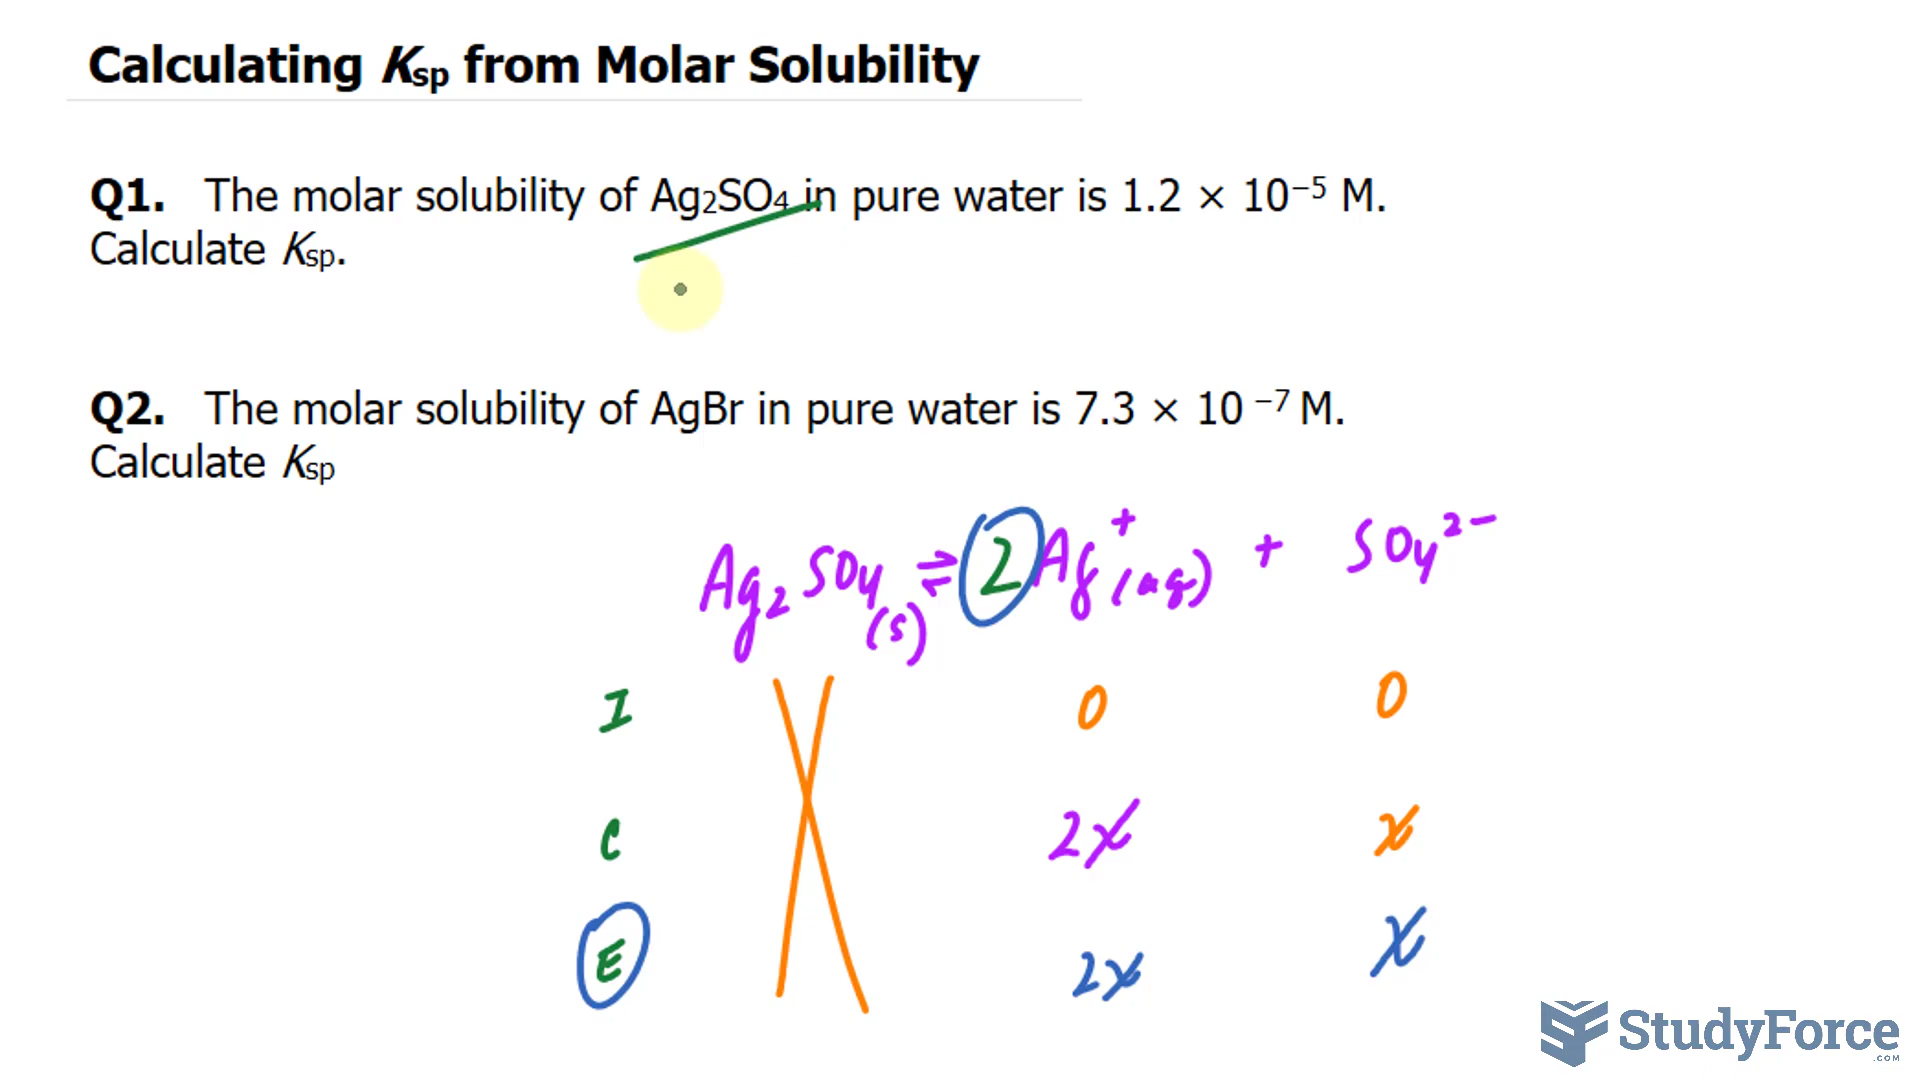 Calculating Ksp from Molar Solubility
Q1. The molar solubility of Ag2SO4 in pure water is 1.2 × 10⁻⁵ M.
Calculate Ksp.
Q2. The molar solubility of AgBr in pure water is 7.3 × 10 ⁻⁷ M.
Calculate Ksp
Ag2SO4(s) ⇌ 2Ag⁺(aq) + SO4²⁻
I 0 0
C 2x x
E 2x x
StudyForce
.COM